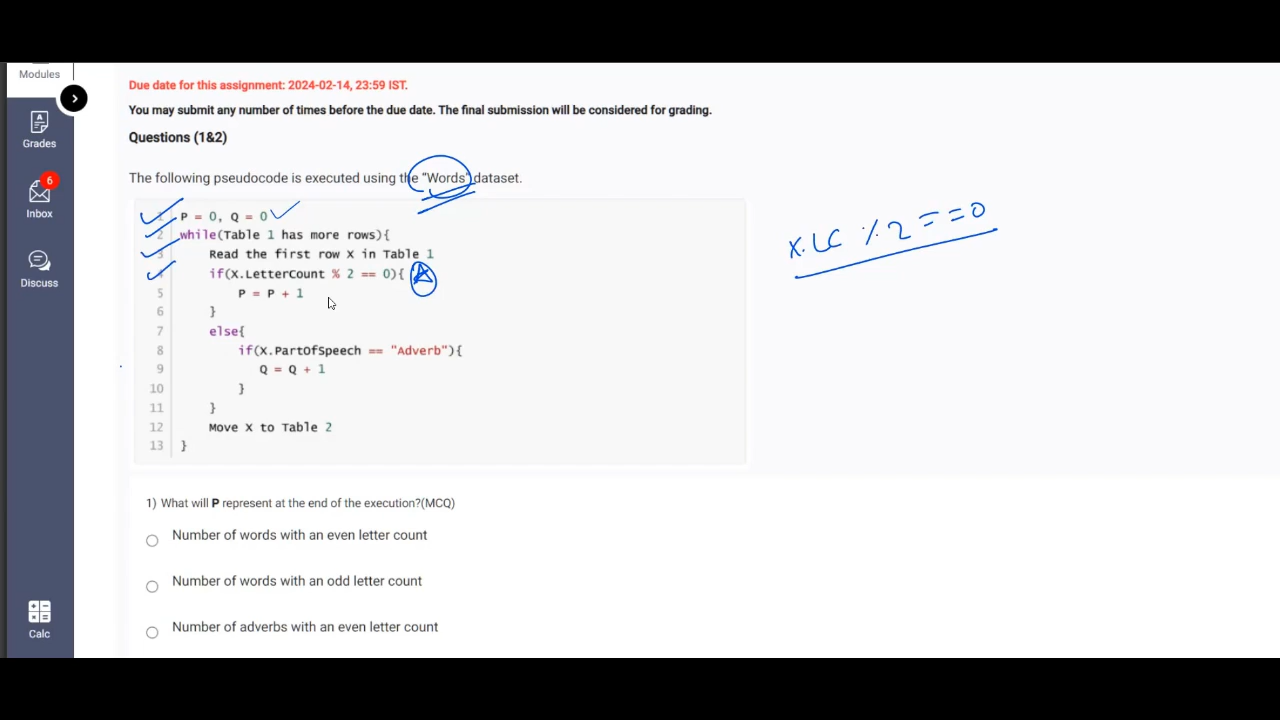 Modules
Grades
6
Inbox
Discuss
Calc
Due date for this assignment: 2024-02-14, 23:59 IST.
You may submit any number of times before the due date. The final submission will be considered for grading.
Questions (1&2)
The following pseudocode is executed using the "Words" dataset.
1 P = 0, Q = 0
2 while(Table 1 has more rows){
3 Read the first row X in Table 1
4 if(X.LetterCount % 2 == 0){
5 P = P + 1
6 }
7 else{
8 if(X.PartOfSpeech == "Adverb"){
9 Q = Q + 1
10 }
11 }
12 Move X to Table 2
13 }
X.LC % 2 == 0
1) What will P represent at the end of the execution?(MCQ)
Number of words with an even letter count
Number of words with an odd letter count
Number of adverbs with an even letter count